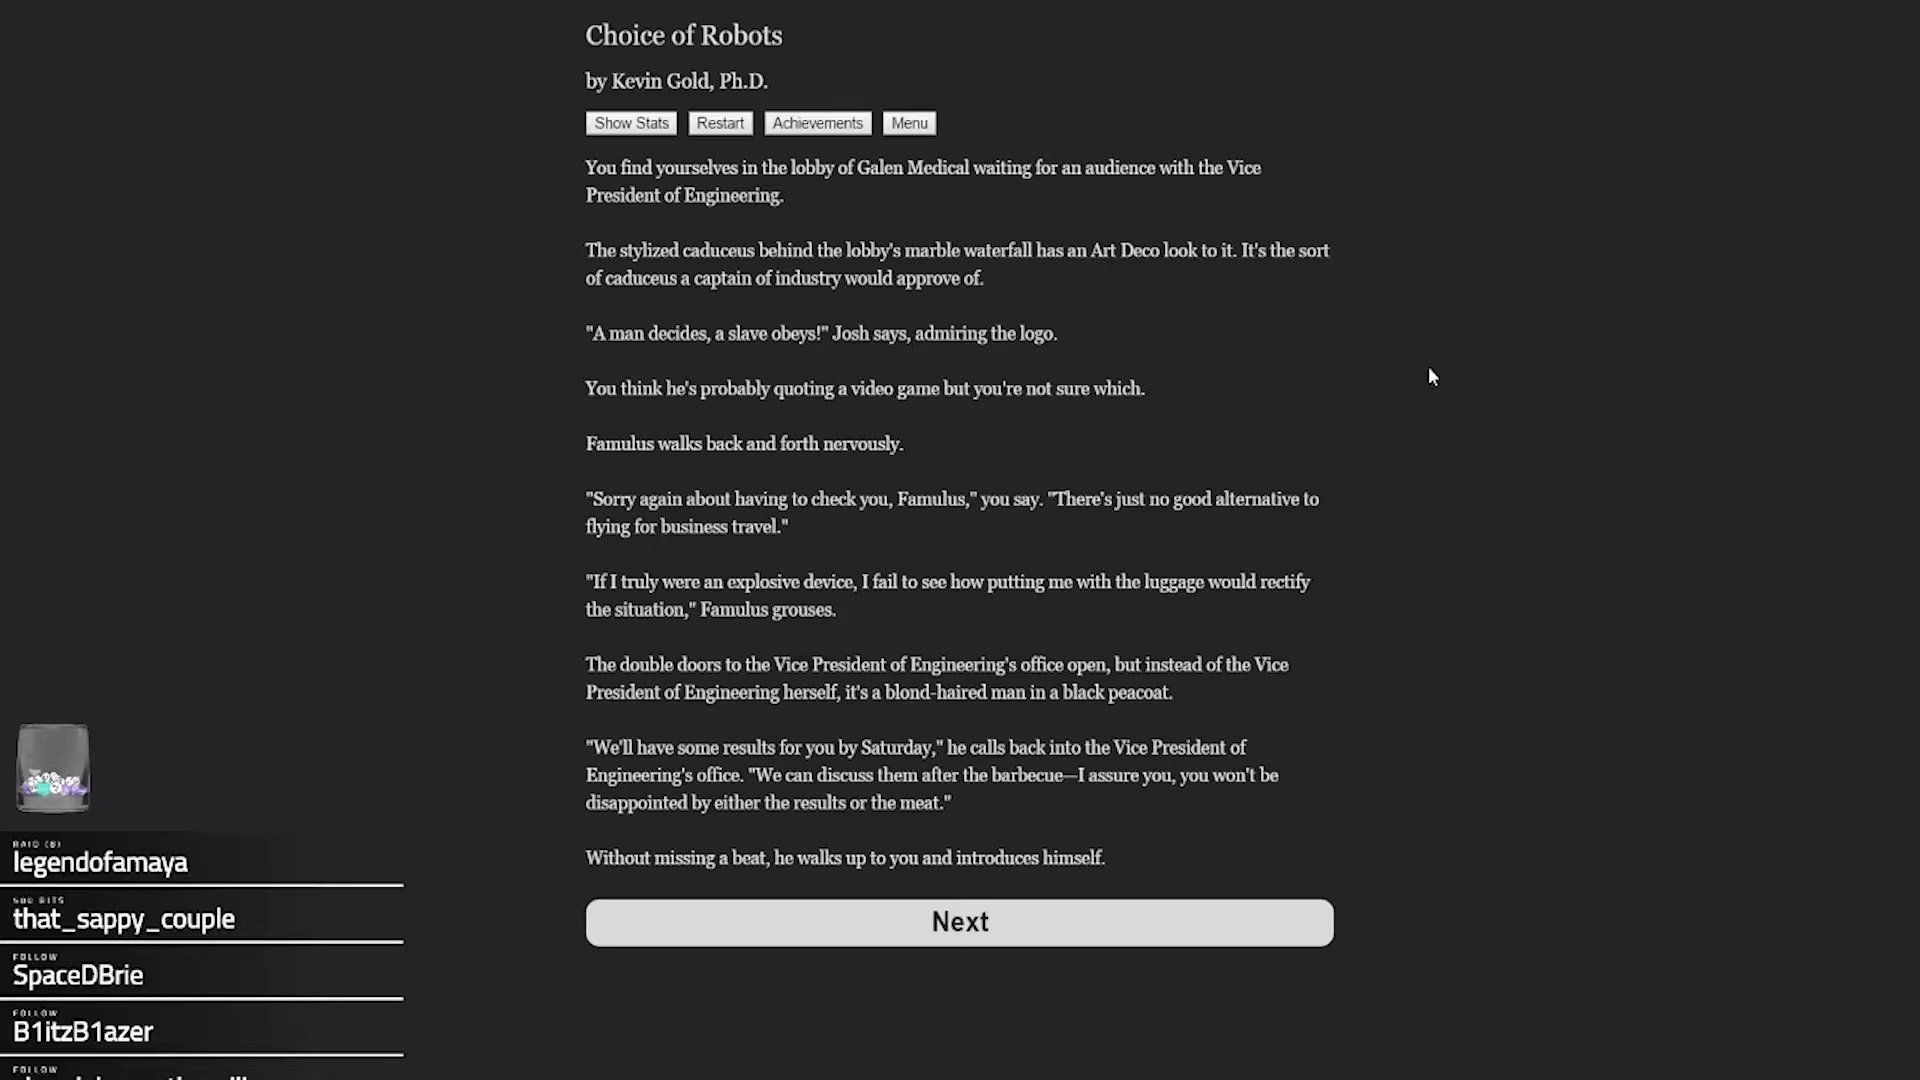 Choice of Robots
by Kevin Gold, Ph.D.
Show Stats Restart Achievements Menu
You find yourselves in the lobby of Galen Medical waiting for an audience with the Vice
President of Engineering.
The stylized caduceus behind the lobby's marble waterfall has an Art Deco look to it. It's the sort
of caduceus a captain of industry would approve of.
"A man decides, a slave obeys!" Josh says, admiring the logo.
You think he's probably quoting a video game but you're not sure which.
Famulus walks back and forth nervously.
"Sorry again about having to check you, Famulus," you say. "There's just no good alternative to
flying for business travel."
"If I truly were an explosive device, I fail to see how putting me with the luggage would rectify
the situation," Famulus grouses.
The double doors to the Vice President of Engineering's office open, but instead of the Vice
President of Engineering herself, it's a blond-haired man in a black peacoat.
"We'll have some results for you by Saturday," he calls back into the Vice President of
Engineering's office. "We can discuss them after the barbecue—I assure you, you won't be
disappointed by either the results or the meat."
Without missing a beat, he walks up to you and introduces himself.
Next
RAID (8)
legendofamaya
500 BITS
that_sappy_couple
FOLLOW
SpaceDBrie
FOLLOW
B1itzB1azer
FOLLOW